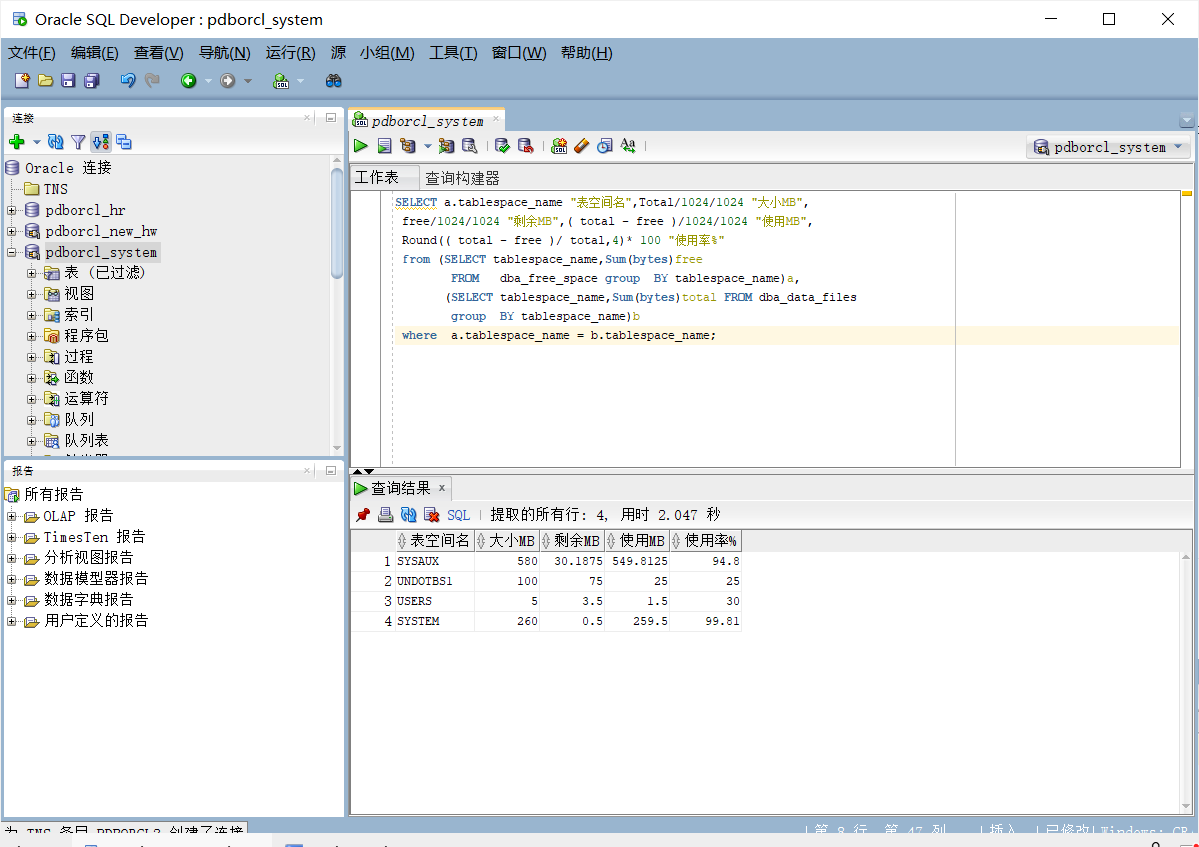 Oracle SQL Developer : pdborcl_system
文件(F) 编辑(E) 查看(V) 导航(N) 运行(R) 源 小组(M) 工具(T) 窗口(W) 帮助(H)
连接
Oracle 连接
TNS
pdborcl_hr
pdborcl_new_hw
pdborcl_system
表 (已过滤)
视图
索引
程序包
过程
函数
运算符
队列
队列表
报告
所有报告
OLAP 报告
TimesTen 报告
分析视图报告
数据模型器报告
数据字典报告
用户定义的报告
pdborcl_system
pdborcl_system
工作表 查询构建器
SELECT a.tablespace_name "表空间名",Total/1024/1024 "大小MB",
free/1024/1024 "剩余MB",( total - free )/1024/1024 "使用MB",
Round(( total - free )/ total,4)* 100 "使用率%"
from (SELECT tablespace_name,Sum(bytes)free
FROM dba_free_space group BY tablespace_name)a,
(SELECT tablespace_name,Sum(bytes)total FROM dba_data_files
group BY tablespace_name)b
where a.tablespace_name = b.tablespace_name;
查询结果
SQL | 提取的所有行: 4, 用时 2.047 秒
表空间名 大小MB 剩余MB 使用MB 使用率%
1 SYSAUX 580 30.1875 549.8125 94.8
2 UNDOTBS1 100 75 25 25
3 USERS 5 3.5 1.5 30
4 SYSTEM 260 0.5 259.5 99.81
为 TNS 条目 PDBORCL2 创建了连接
第 8 行 第 47 列 | 插入 | 已修改 | Windows: CR